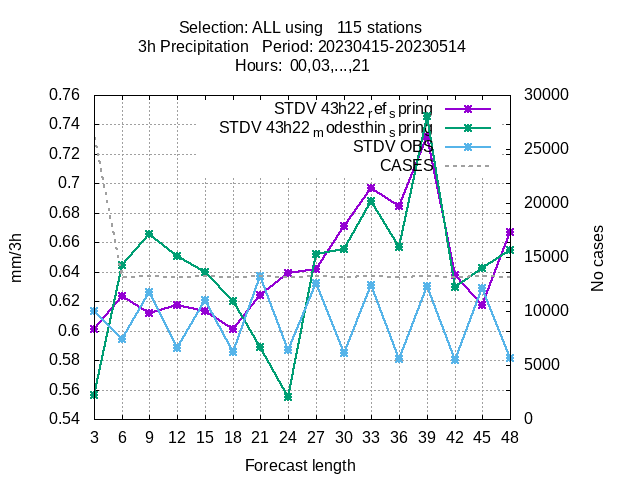 Selection: ALL using   115 stations
3h Precipitation   Period: 20230415-20230514
Hours: 00,03,...,21
STDV 43h22_ref_spring
STDV 43h22_modesthin_spring
STDV OBS
CASES
0.76
0.74
0.72
0.7
0.68
0.66
0.64
0.62
0.6
0.58
0.56
0.54
mm/3h
30000
25000
20000
15000
10000
5000
0
No cases
3 6 9 12 15 18 21 24 27 30 33 36 39 42 45 48
Forecast length